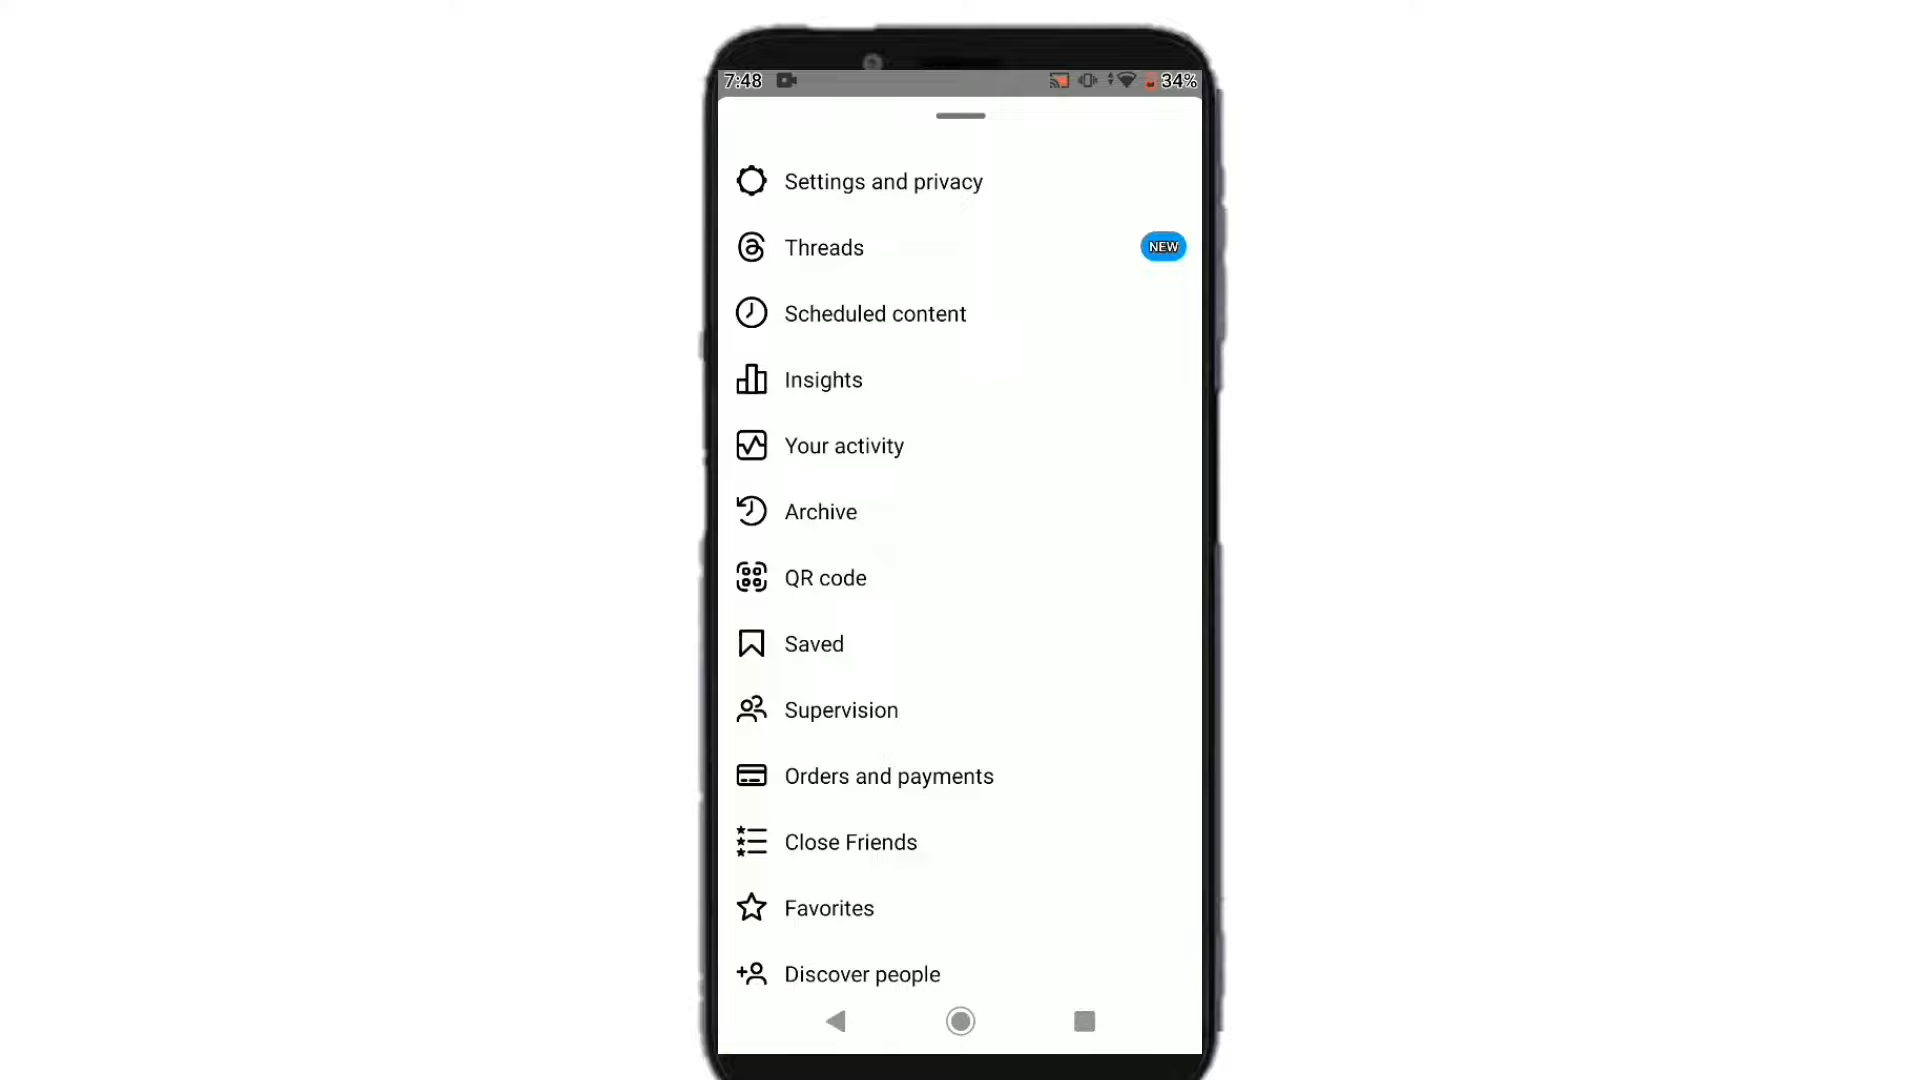 7:48 34%
Settings and privacy
Threads NEW
Scheduled content
Insights
Your activity
Archive
QR code
Saved
Supervision
Orders and payments
Close Friends
Favorites
Discover people